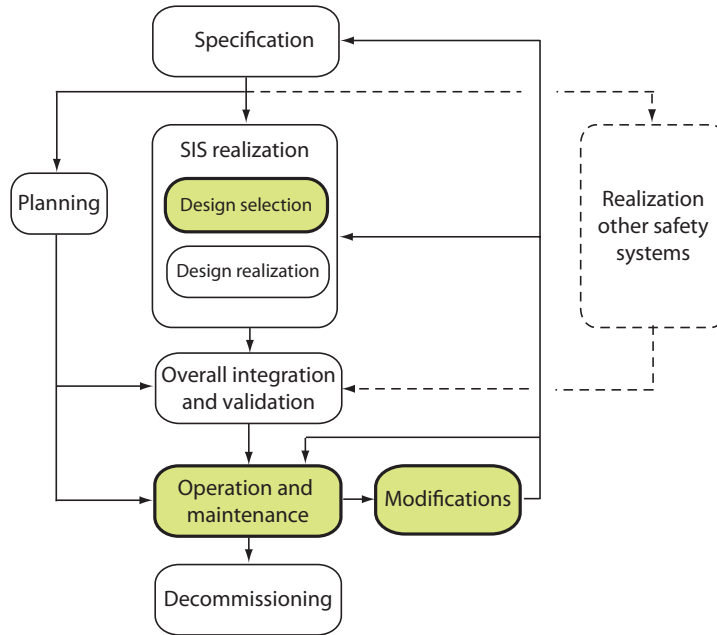 Specification
SIS realization
Design selection
Design realization
Planning
Realization
other safety
systems
Overall integration
and validation
Operation and
maintenance
Modifications
Decommissioning